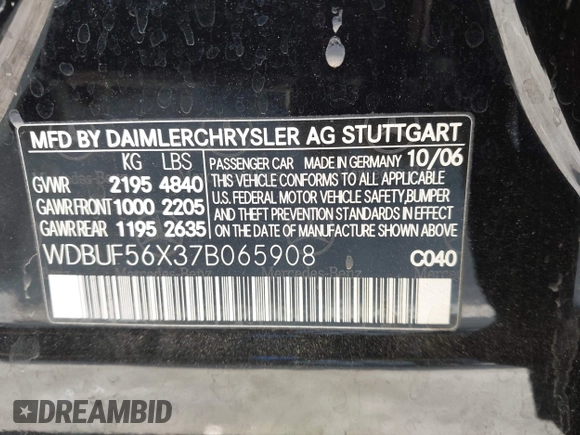 MFD BY DAIMLERCHRYSLER AG STUTTGART
KG LBS
PASSENGER CAR MADE IN GERMANY 10/06
GVWR 2195 4840
THIS VEHICLE CONFORMS TO ALL APPLICABLE
GAWR FRONT 1000 2205
U.S. FEDERAL MOTOR VEHICLE SAFETY, BUMPER
AND THEFT PREVENTION STANDARDS IN
GAWR REAR 1195 2635
EFFECT ON THE DATE OF MANUFACTURE
SHOWN ABOVE.
WDBUF56X37B065908 C040
Mercedes-Benz
DREAMBID